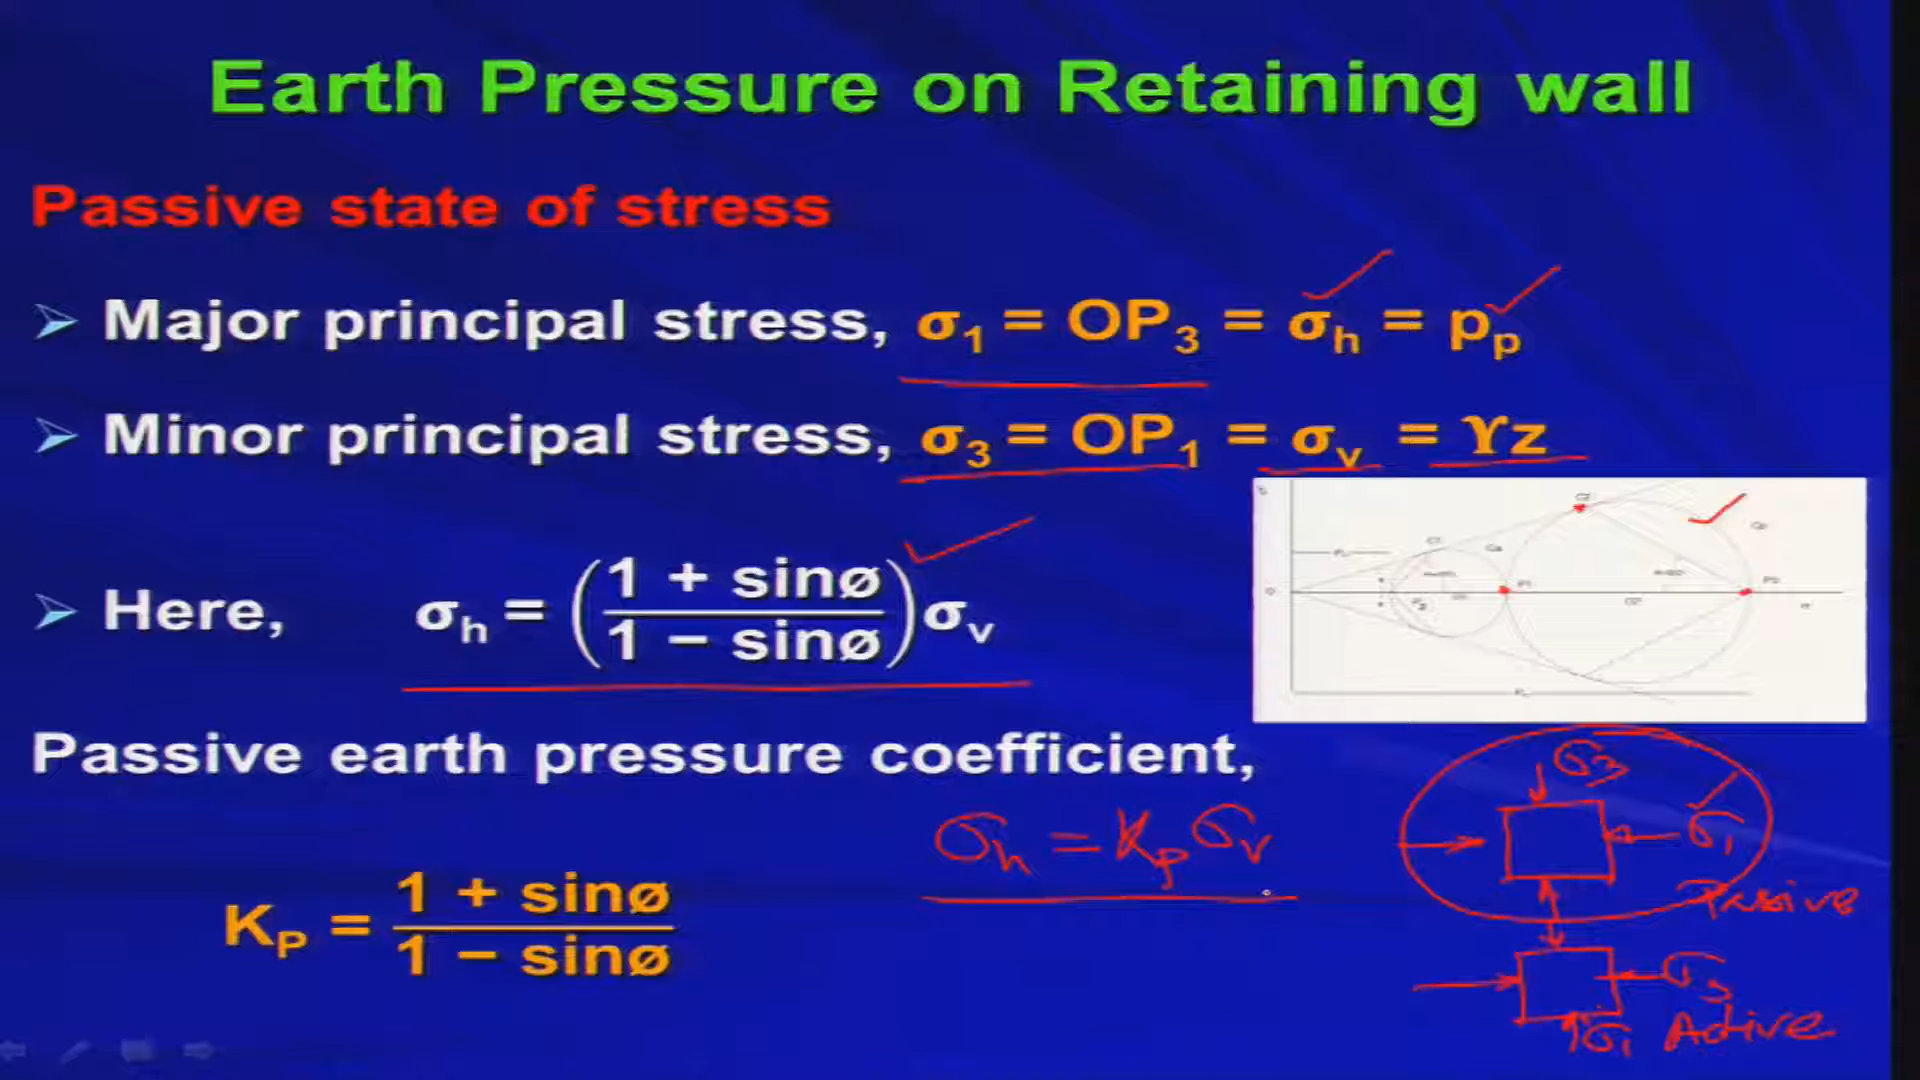 Earth Pressure on Retaining wall
Passive state of stress
➢ Major principal stress, σ₁ = OP₃ = σₕ = pₚ
➢ Minor principal stress, σ₃ = OP₁ = σᵥ = ϒz
➢ Here, σₕ = (1 + sinø / 1 − sinø) σᵥ
Passive earth pressure coefficient,
σₕ = Kₚ σᵥ
K_P = 1 + sinø / 1 − sinø
σ₃
σ₁
Passive
σ₃
σ₁ Active